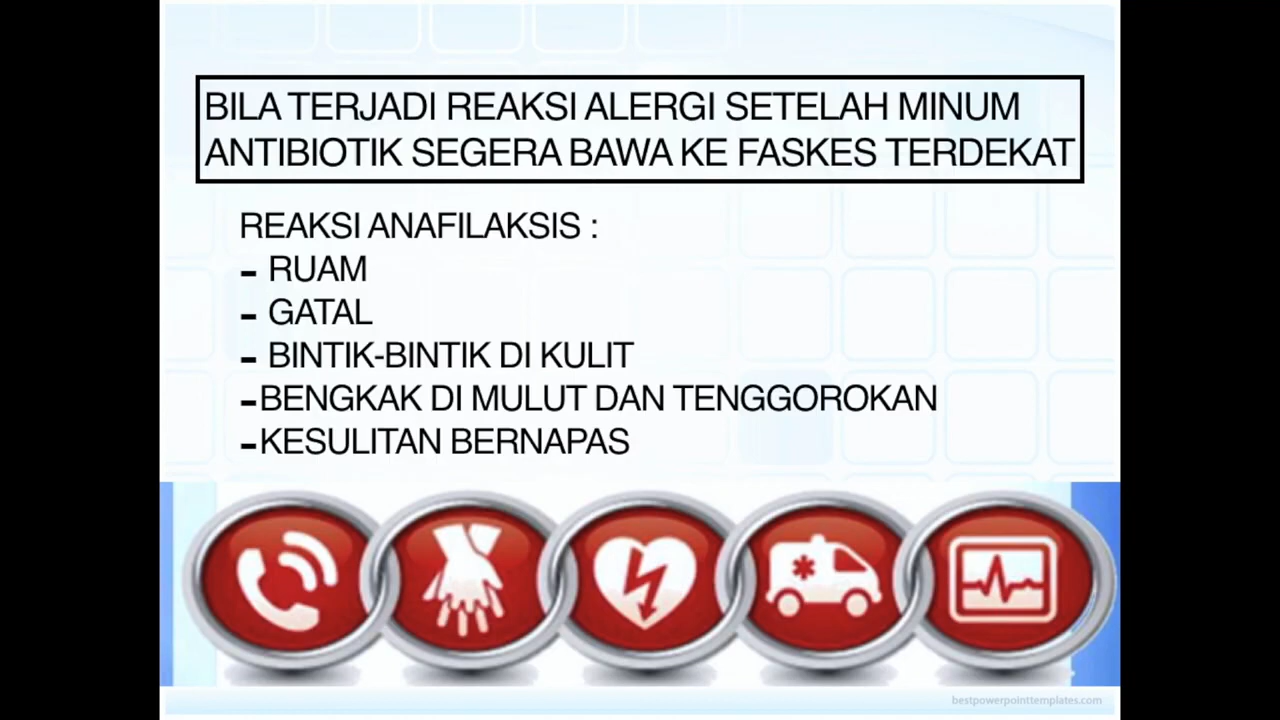 BILA TERJADI REAKSI ALERGI SETELAH MINUM
ANTIBIOTIK SEGERA BAWA KE FASKES TERDEKAT
REAKSI ANAFILAKSIS :
- RUAM
- GATAL
- BINTIK-BINTIK DI KULIT
-BENGKAK DI MULUT DAN TENGGOROKAN
-KESULITAN BERNAPAS
bestpowerpointtemplates.com